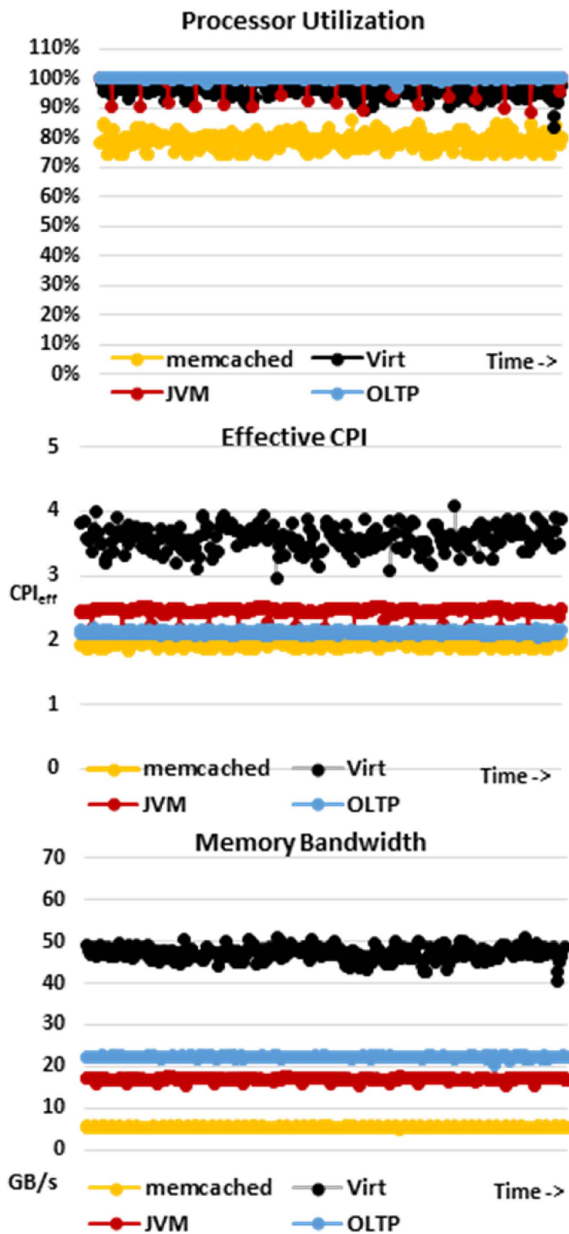 Processor Utilization
110%
100%
90%
80%
70%
60%
50%
40%
30%
20%
10%
0%
memcached Virt Time ->
JVM OLTP
Effective CPI
5
4
3
CPIeff
2
1
0
memcached Virt Time ->
JVM OLTP
Memory Bandwidth
70
60
50
40
30
20
10
0
GB/s
memcached Virt Time ->
JVM OLTP